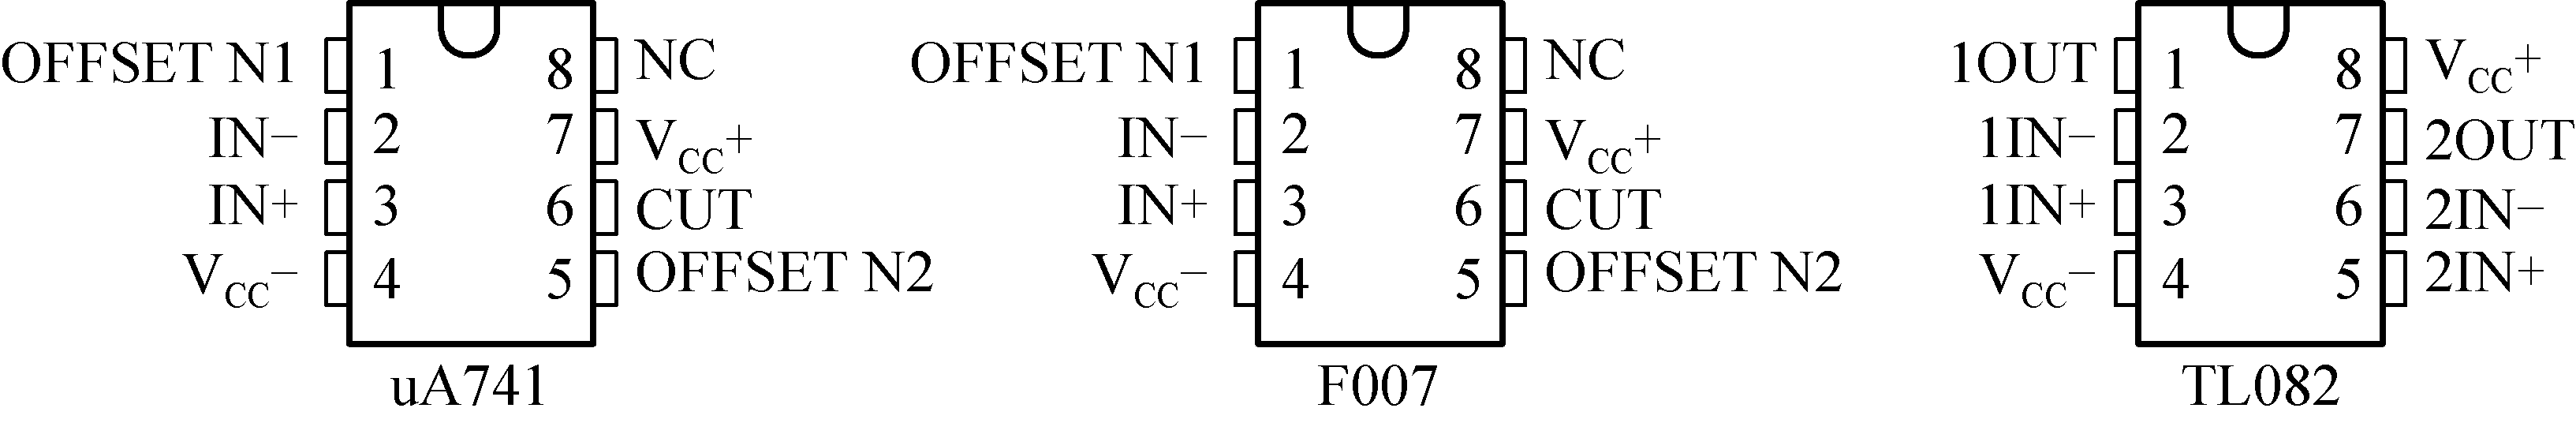 OFFSET N1 1 8 NC
IN− 2 7 VCC+
IN+ 3 6 CUT
VCC− 4 5 OFFSET N2
uA741
OFFSET N1 1 8 NC
IN− 2 7 VCC+
IN+ 3 6 CUT
VCC− 4 5 OFFSET N2
F007
1OUT 1 8 VCC+
1IN− 2 7 2OUT
1IN+ 3 6 2IN−
VCC− 4 5 2IN+
TL082